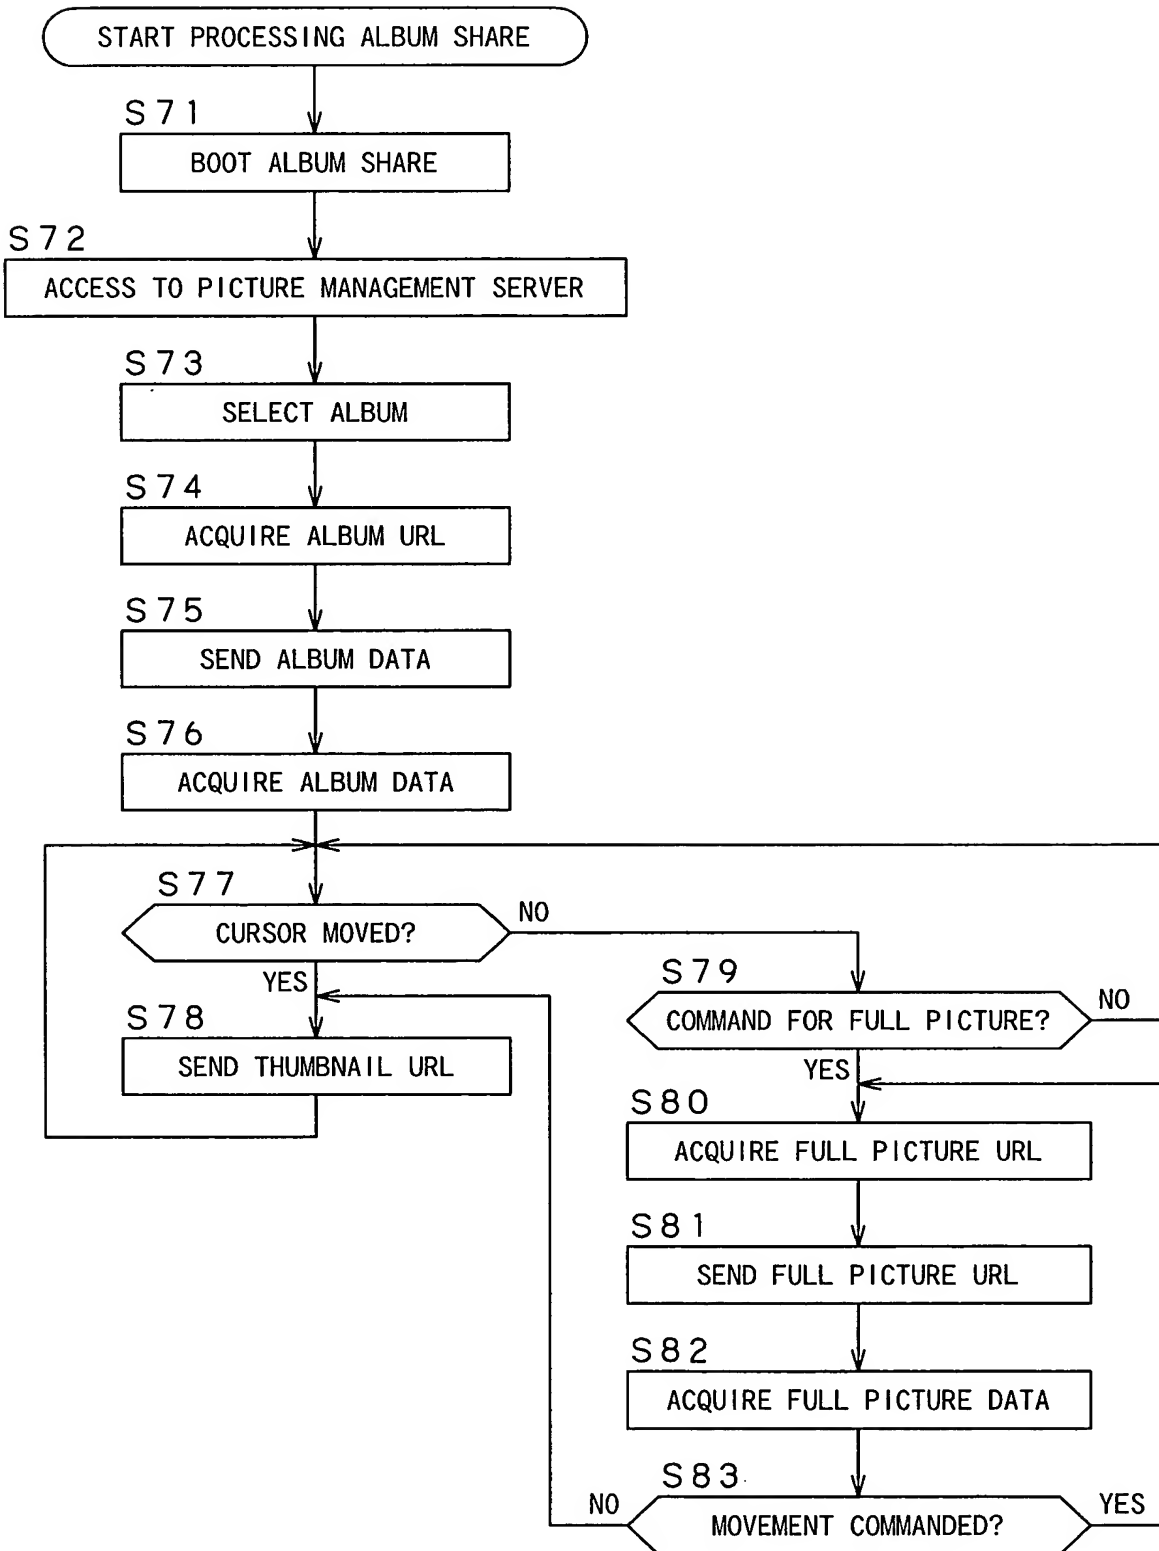 START PROCESSING ALBUM SHARE
S71
BOOT ALBUM SHARE
S72
ACCESS TO PICTURE MANAGEMENT SERVER
S73
SELECT ALBUM
S74
ACQUIRE ALBUM URL
S75
SEND ALBUM DATA
S76
ACQUIRE ALBUM DATA
S77
CURSOR MOVED?
NO
YES
S78
SEND THUMBNAIL URL
S79
COMMAND FOR FULL PICTURE?
NO
YES
S80
ACQUIRE FULL PICTURE URL
S81
SEND FULL PICTURE URL
S82
ACQUIRE FULL PICTURE DATA
S83
MOVEMENT COMMANDED?
NO
YES